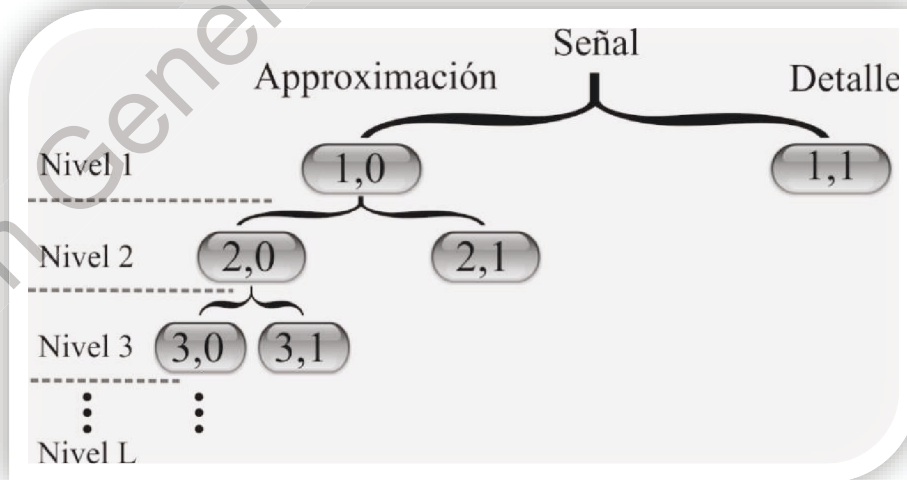 Señal
Approximación
Detalle
Nivel 1
1,0
1,1
Nivel 2
2,0
2,1
Nivel 3
3,0
3,1
Nivel L